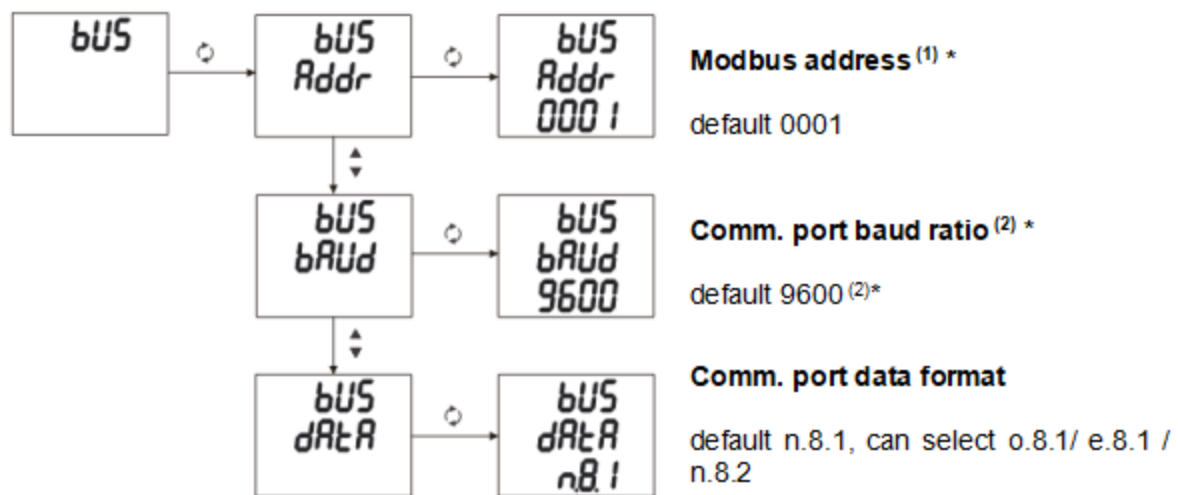 bUS
bUS
Addr
bUS
Addr
0001
Modbus address (1) *
default 0001
bUS
bAUd
bUS
bAUd
9600
Comm. port baud ratio (2) *
default 9600 (2)*
bUS
dAtA
bUS
dAtA
n.8.1
Comm. port data format
default n.8.1, can select o.8.1/ e.8.1 /
n.8.2